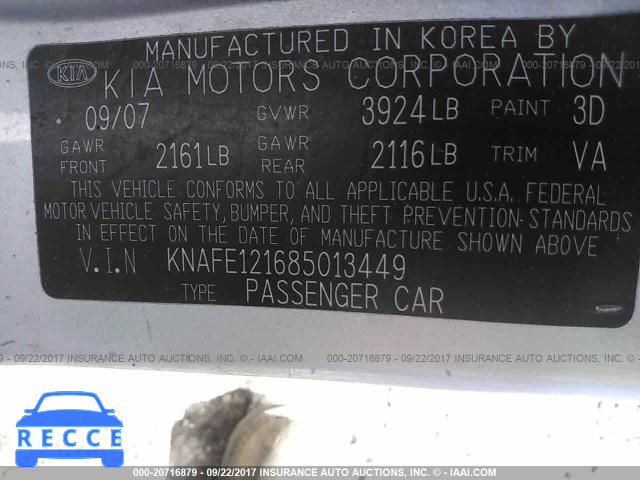 MANUFACTURED IN KOREA BY
KIA KIA MOTORS CORPORATION
09/07 GVWR 3924LB PAINT 3D
GAWR FRONT 2161LB GAWR REAR 2116LB TRIM VA
THIS VEHICLE CONFORMS TO ALL APPLICABLE U.S.A. FEDERAL
MOTOR VEHICLE SAFETY, BUMPER, AND THEFT PREVENTION STANDARDS
IN EFFECT ON THE DATE OF MANUFACTURE SHOWN ABOVE
V.I.N KNAFE121685013449
TYPE PASSENGER CAR
000-20716879 - 09/22/2017 INSURANCE AUTO AUCTIONS, INC. - © IAAI.COM
RECCE
000-20716879 - 09/22/2017 INSURANCE AUTO AUCTIONS, INC. - © IAAI.COM